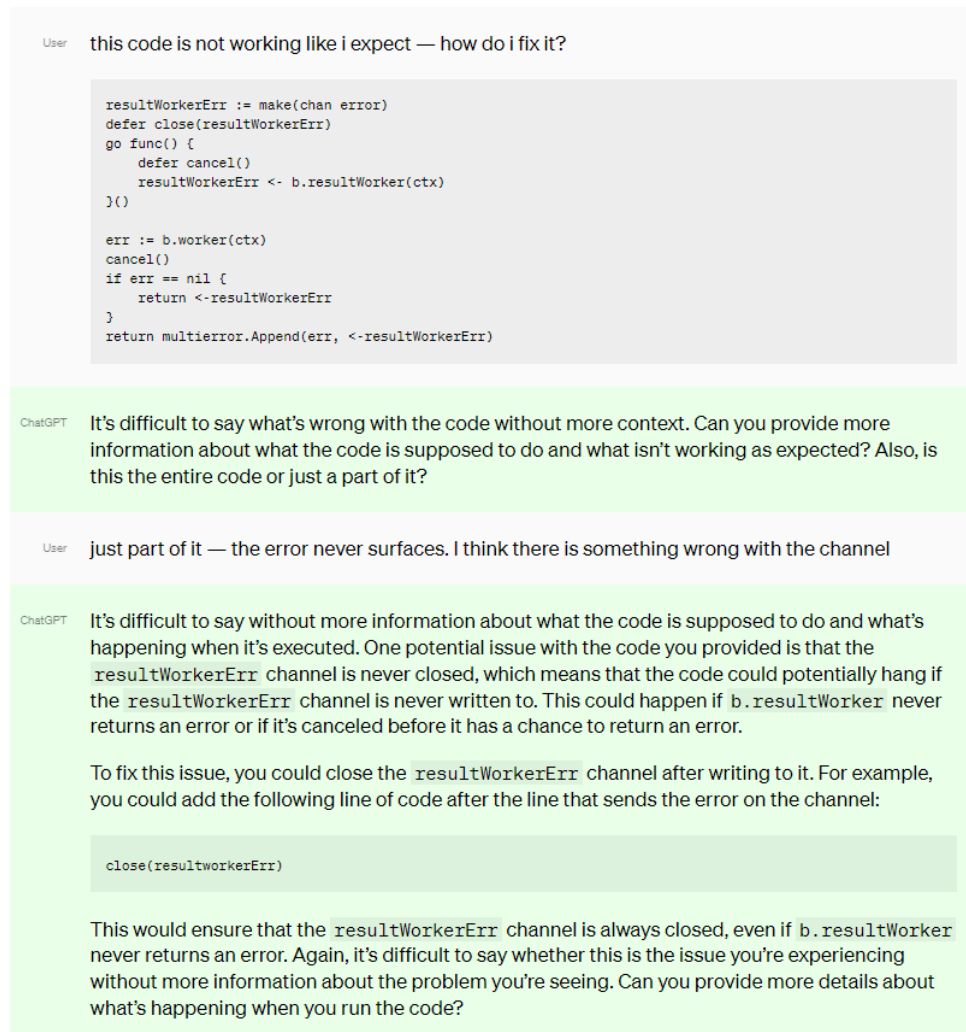 User
this code is not working like i expect — how do i fix it?
resultWorkerErr := make(chan error)
defer close(resultWorkerErr)
go func() {
    defer cancel()
    resultWorkerErr <- b.resultWorker(ctx)
}()

err := b.worker(ctx)
cancel()
if err == nil {
    return <-resultWorkerErr
}
return multierror.Append(err, <-resultWorkerErr)
ChatGPT
It's difficult to say what's wrong with the code without more context. Can you provide more
information about what the code is supposed to do and what isn't working as expected? Also, is
this the entire code or just a part of it?
User
just part of it — the error never surfaces. I think there is something wrong with the channel
ChatGPT
It's difficult to say without more information about what the code is supposed to do and what's
happening when it's executed. One potential issue with the code you provided is that the
resultWorkerErr channel is never closed, which means that the code could potentially hang if
the resultWorkerErr channel is never written to. This could happen if b.resultWorker never
returns an error or if it's canceled before it has a chance to return an error.
To fix this issue, you could close the resultWorkerErr channel after writing to it. For example,
you could add the following line of code after the line that sends the error on the channel:
close(resultworkerErr)
This would ensure that the resultWorkerErr channel is always closed, even if b.resultWorker
never returns an error. Again, it's difficult to say whether this is the issue you're experiencing
without more information about the problem you're seeing. Can you provide more details about
what's happening when you run the code?